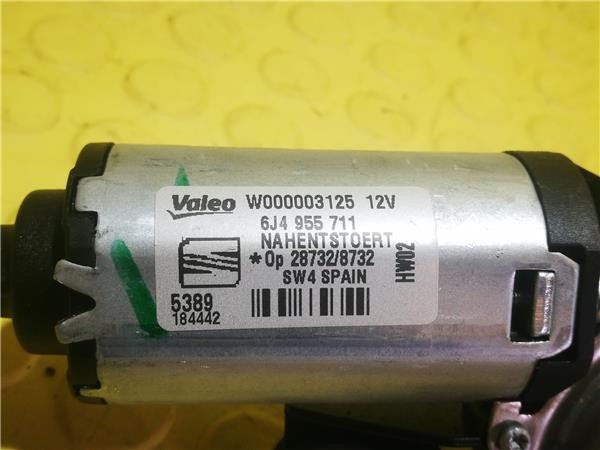 Valeo W000003125 12V
6J4 955 711
NAHENTSTOERT
*Op 28732/8732
SW4 SPAIN
HW02
5389
184442